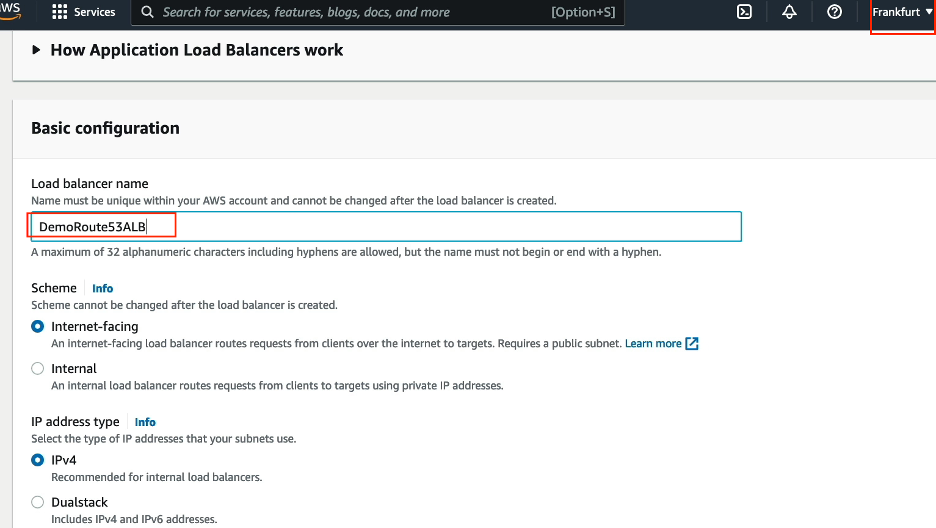 aws
Services
Search for services, features, blogs, docs, and more
[Option+S]
Frankfurt
How Application Load Balancers work
Basic configuration
Load balancer name
Name must be unique within your AWS account and cannot be changed after the load balancer is created.
DemoRoute53ALB
A maximum of 32 alphanumeric characters including hyphens are allowed, but the name must not begin or end with a hyphen.
Scheme Info
Scheme cannot be changed after the load balancer is created.
Internet-facing
An internet-facing load balancer routes requests from clients over the internet to targets. Requires a public subnet. Learn more
Internal
An internal load balancer routes requests from clients to targets using private IP addresses.
IP address type Info
Select the type of IP addresses that your subnets use.
IPv4
Recommended for internal load balancers.
Dualstack
Includes IPv4 and IPv6 addresses.